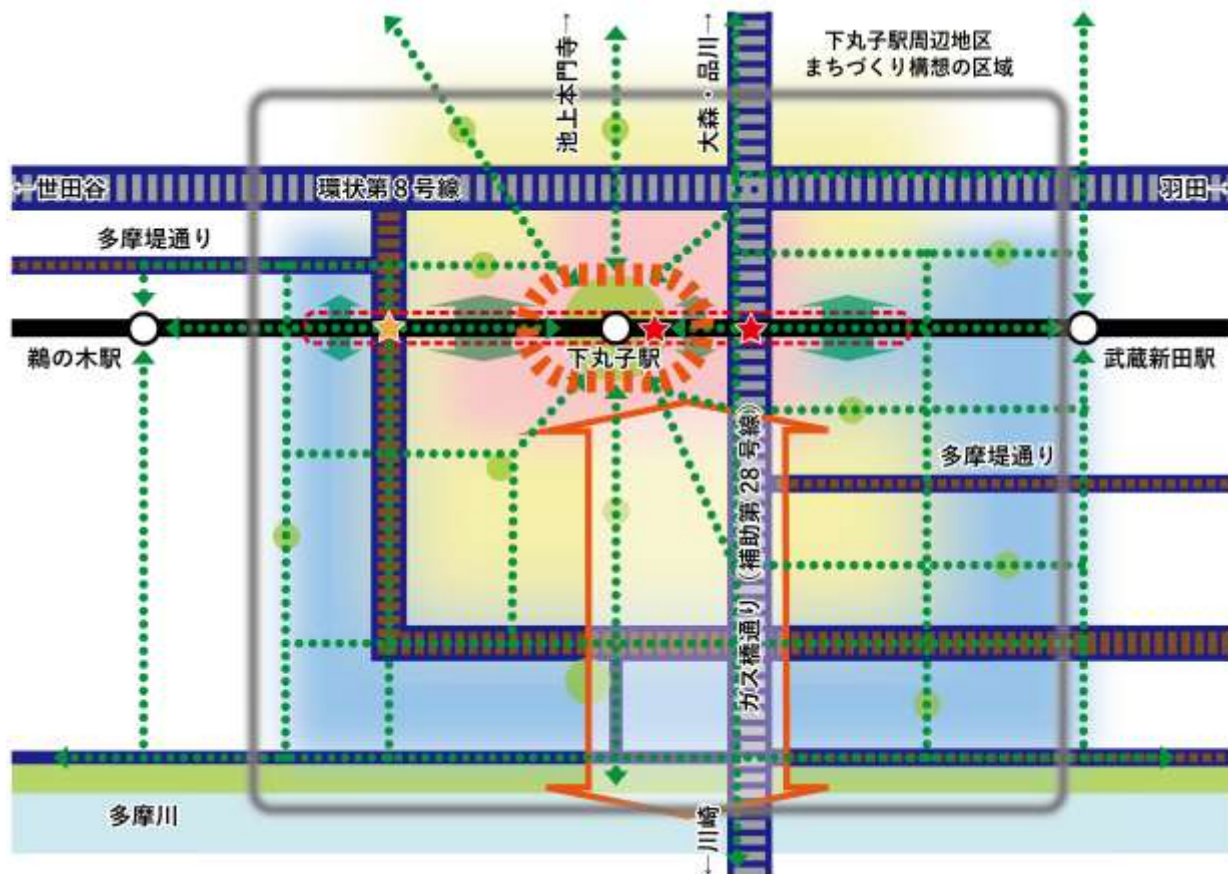 池上本門寺→
大森・品川→
下丸子駅周辺地区
まちづくり構想の区域
←世田谷
環状第8号線
羽田→
多摩堤通り
鵜の木駅
下丸子駅
武蔵新田駅
多摩堤通り
ガス橋通り（補助第28号線）
多摩川
←川崎